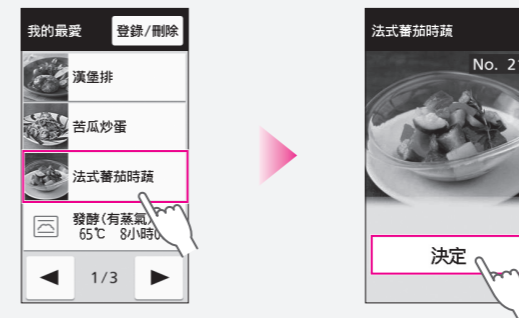 我的最愛
登錄/刪除
漢堡排
苦瓜炒蛋
法式蕃茄時蔬
發酵(有蒸氣)
65℃ 8小時
◀ 1/3 ▶
法式蕃茄時蔬
No. 2
決定